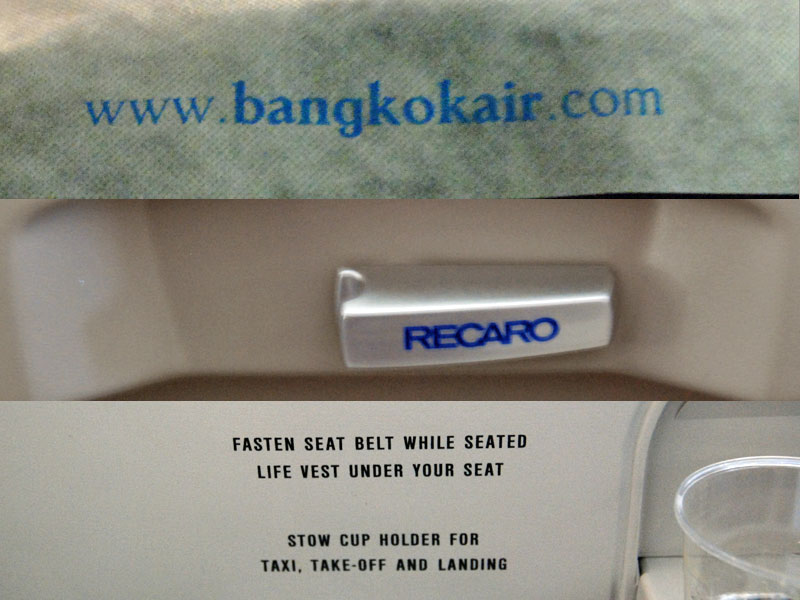 www.bangkokair.com
RECARO
FASTEN SEAT BELT WHILE SEATED
LIFE VEST UNDER YOUR SEAT
STOW CUP HOLDER FOR
TAXI, TAKE-OFF AND LANDING